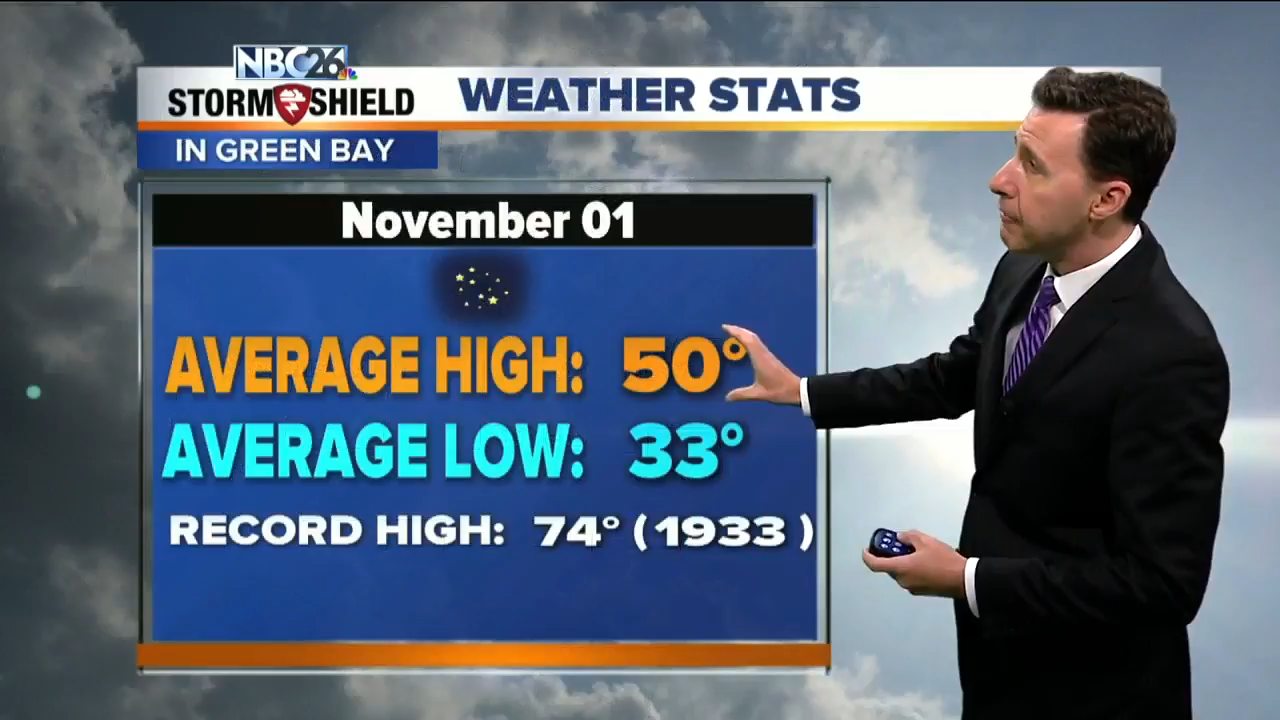 NBC26
STORM SHIELD
WEATHER STATS
IN GREEN BAY
November 01
AVERAGE HIGH: 50°
AVERAGE LOW: 33°
RECORD HIGH: 74° (1933 )